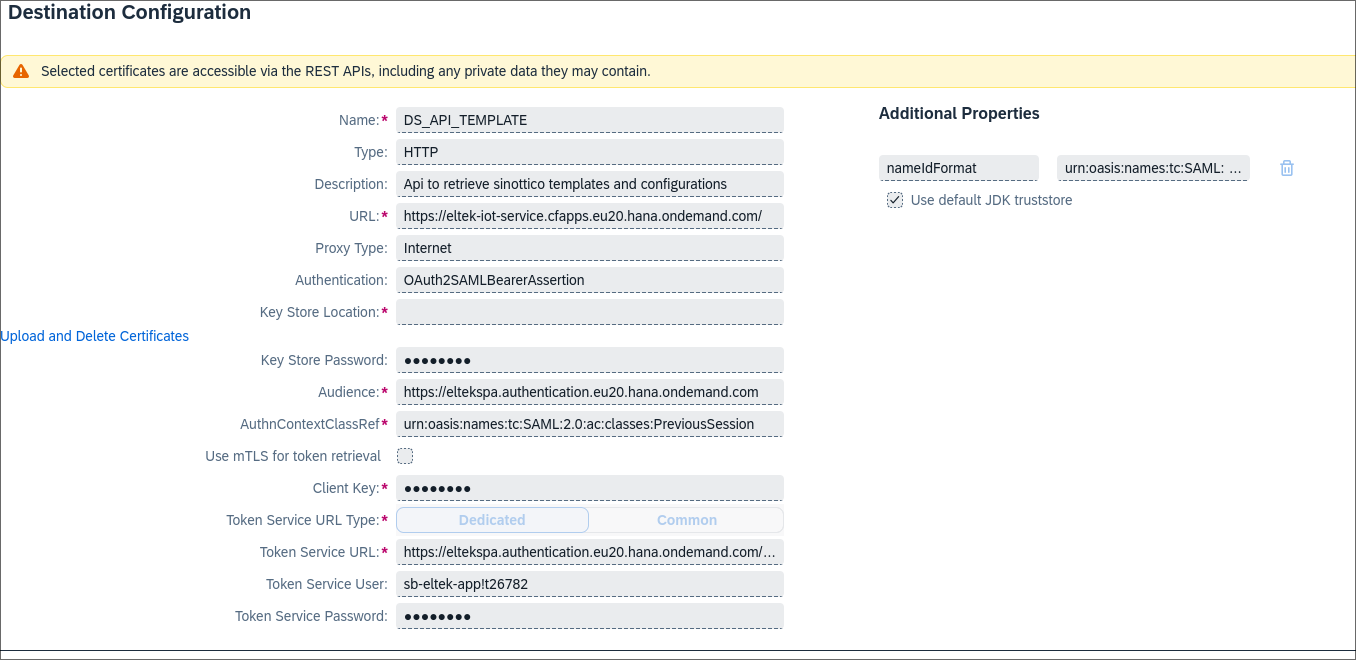 Destination Configuration
Selected certificates are accessible via the REST APIs, including any private data they may contain.
Name:* DS_API_TEMPLATE
Type: HTTP
Description: Api to retrieve sinottico templates and configurations
URL:* https://eltek-iot-service.cfapps.eu20.hana.ondemand.com/
Proxy Type: Internet
Authentication: OAuth2SAMLBearerAssertion
Key Store Location:*
Upload and Delete Certificates
Key Store Password: ●●●●●●●●
Audience:* https://eltekspa.authentication.eu20.hana.ondemand.com
AuthnContextClassRef* urn:oasis:names:tc:SAML:2.0:ac:classes:PreviousSession
Use mTLS for token retrieval
Client Key:* ●●●●●●●●
Token Service URL Type:* Dedicated Common
Token Service URL:* https://eltekspa.authentication.eu20.hana.ondemand.com/...
Token Service User: sb-eltek-app!t26782
Token Service Password: ●●●●●●●●
Additional Properties
nameIdFormat urn:oasis:names:tc:SAML: ...
Use default JDK truststore